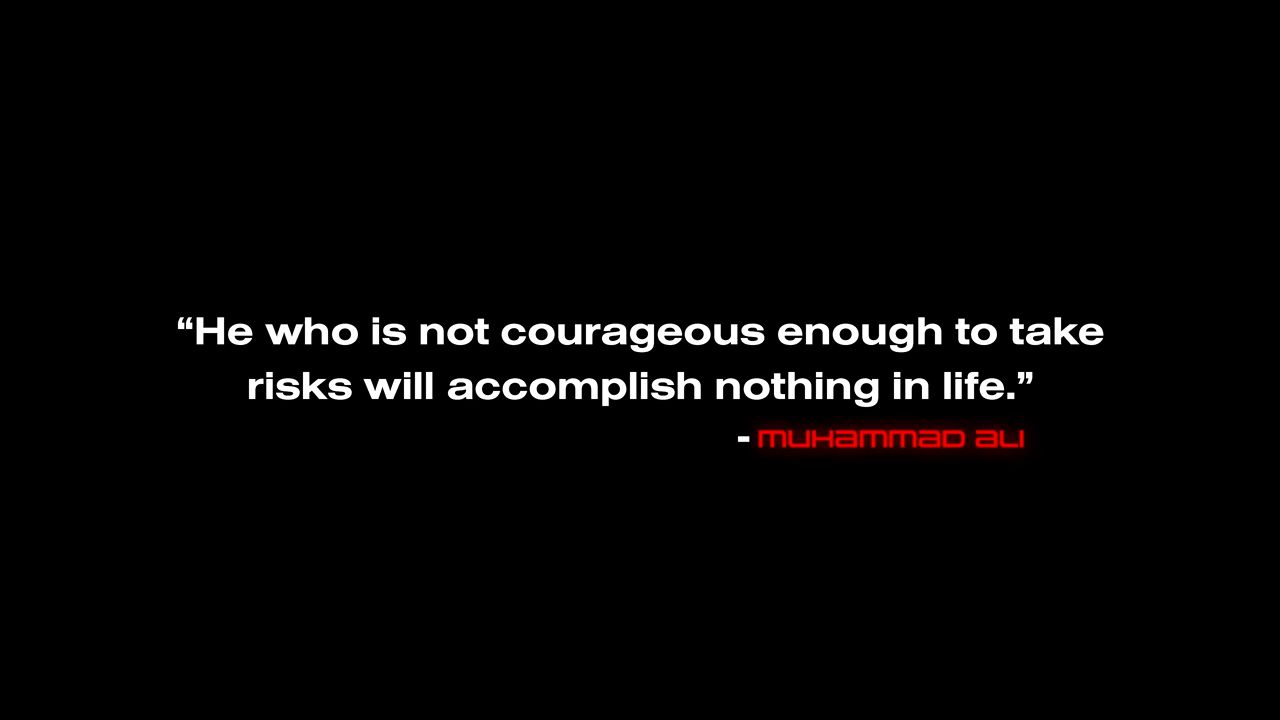 “He who is not courageous enough to take
risks will accomplish nothing in life.”
- MUHAMMAD ALI